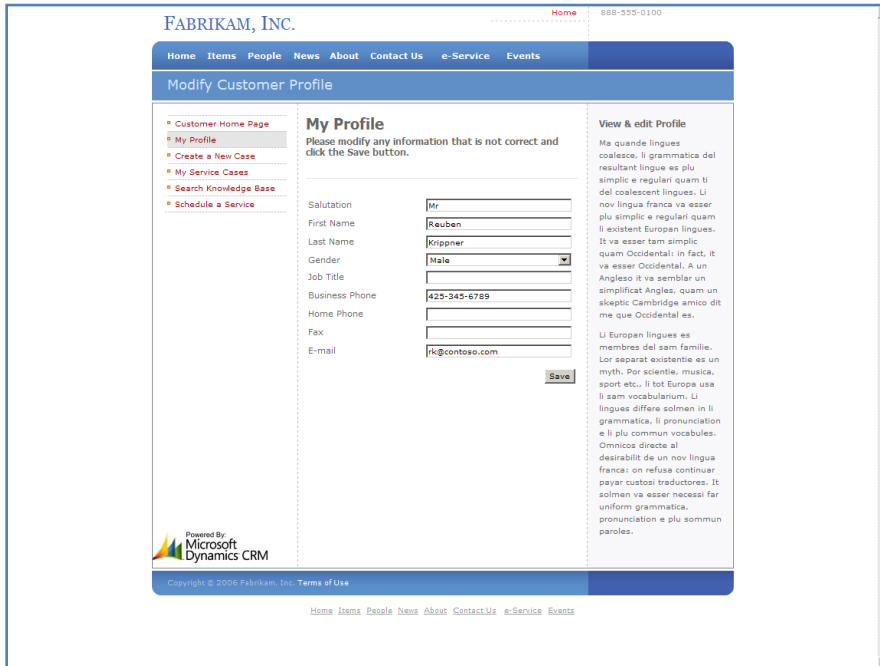 FABRIKAM, INC.
Home
888-555-0100
Home Items People News About Contact Us e-Service Events
Modify Customer Profile
Customer Home Page
My Profile
Create a New Case
My Service Cases
Search Knowledge Base
Schedule a Service
My Profile
Please modify any information that is not correct and
click the Save button.
Salutation Mr
First Name Reuben
Last Name Krippner
Gender Male
Job Title
Business Phone 425-345-6789
Home Phone
Fax
E-mail rk@contoso.com
Save
View & edit Profile
Ma quande lingues
coalesce, li grammatica del
resultant lingue es plu
simplic e regulari quam ti
del coalescent lingues. Li
nov lingua franca va esser
plu simplic e regulari quam
li existent Europan lingues.
It va esser tam simplic
quam Occidental: in fact, it
va esser Occidental. A un
Angleso it va semblar un
simplificat Angles, quam un
skeptic Cambridge amico dit
me que Occidental es.
Li Europan lingues es
membres del sam familie.
Lor separat existentie es un
myth. Por scientie, musica,
sport etc., li tot Europa usa
li sam vocabularium. Li
lingues differe solmen in li
grammatica, li pronunciation
e li plu commun vocabules.
Omnicos directe al
desirabilit de un nov lingua
franca: on refusa continuar
payar custosi traductores. It
solmen va esser necessi far
uniform grammatica,
pronunciation e plu sommun
paroles.
Powered By:
Microsoft
Dynamics CRM
Copyright © 2006 Fabrikam, Inc. Terms of Use
Home Items People News About Contact Us e-Service Events